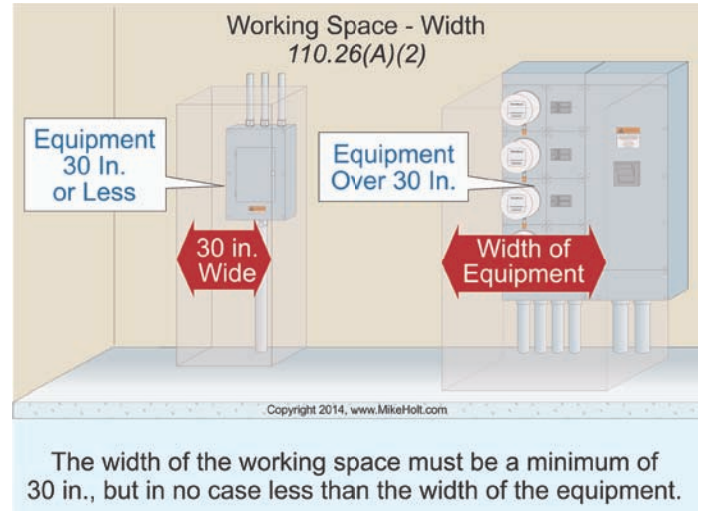 Working Space - Width
110.26(A)(2)
Equipment
30 In.
or Less
Equipment
Over 30 In.
30 in.
Wide
Width of
Equipment
Copyright 2014, www.MikeHolt.com
The width of the working space must be a minimum of
30 in., but in no case less than the width of the equipment.